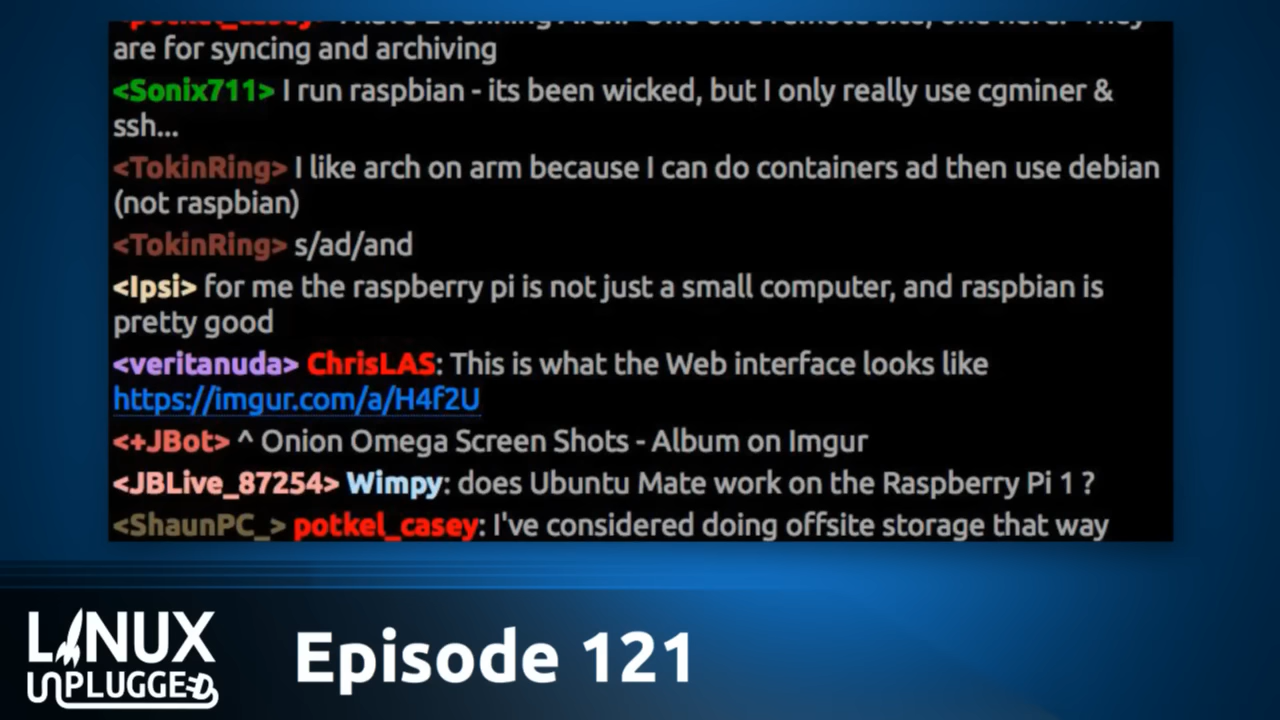 are for syncing and archiving
<Sonix711> I run raspbian - its been wicked, but I only really use cgminer &
ssh...
<TokinRing> I like arch on arm because I can do containers ad then use debian
(not raspbian)
<TokinRing> s/ad/and
<Ipsi> for me the raspberry pi is not just a small computer, and raspbian is
pretty good
<veritanuda> ChrisLAS: This is what the Web interface looks like
https://imgur.com/a/H4f2U
<+JBot> ^ Onion Omega Screen Shots - Album on Imgur
<JBLive_87254> Wimpy: does Ubuntu Mate work on the Raspberry Pi 1 ?
<ShaunPC_> potkel_casey: I've considered doing offsite storage that way
LINUX
UNPLUGGED
Episode 121